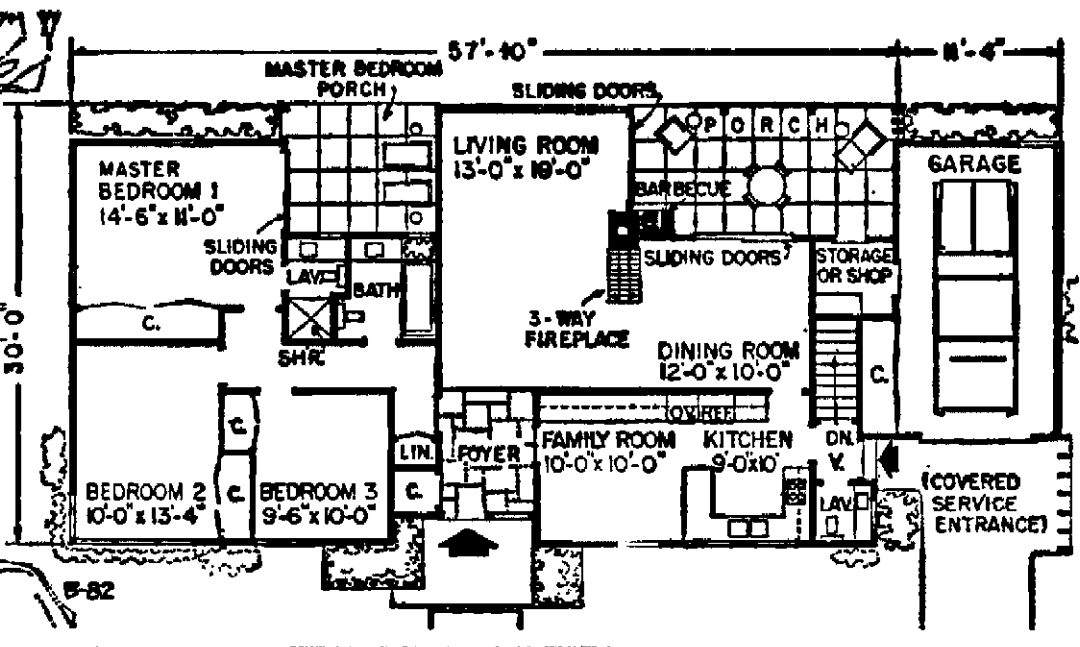 57'-10"
11'-4"
MASTER BEDROOM
PORCH
SLIDING DOORS
PORCH
LIVING ROOM
13'-0" x 19'-0"
GARAGE
MASTER
BEDROOM 1
14'-6" x 11'-0"
BARBECUE
SLIDING
DOORS
SLIDING DOORS
STORAGE
OR SHOP
LAV.
BATH
30'-0"
C.
3-WAY
FIREPLACE
SHR.
DINING ROOM
12'-0" x 10'-0"
C.
OV.
REF.
C.
LIN.
FOYER
FAMILY ROOM
10'-0" x 10'-0"
KITCHEN
9'-0 x 10'
DN.
V.
BEDROOM 2
10'-0" x 13'-4"
C.
BEDROOM 3
9'-6" x 10'-0"
C.
LAV.
(COVERED
SERVICE
ENTRANCE)
B-82